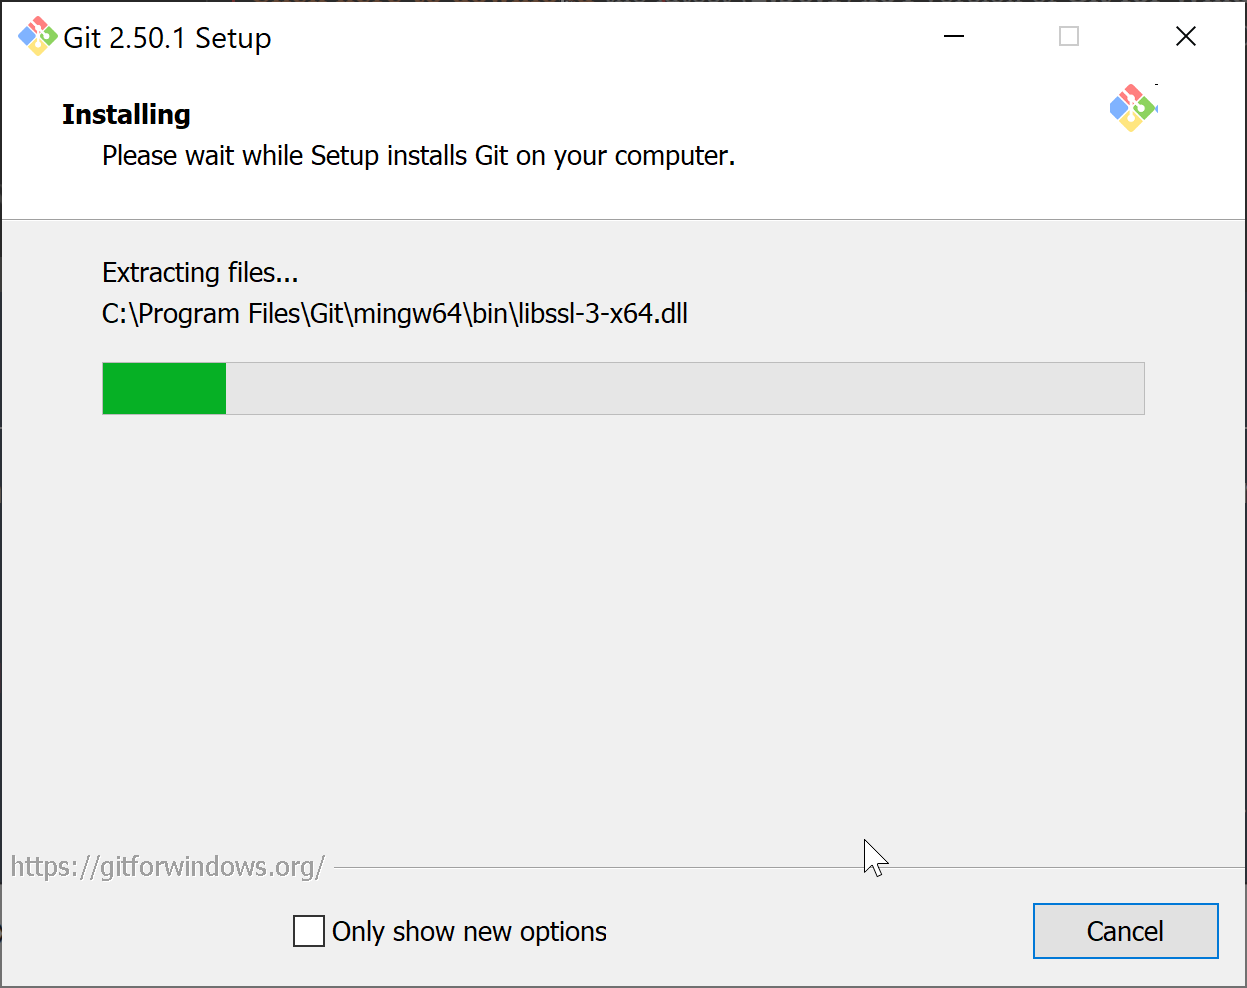 Git 2.50.1 Setup
Installing
Please wait while Setup installs Git on your computer.
Extracting files...
C:\Program Files\Git\mingw64\bin\libssl-3-x64.dll
https://gitforwindows.org/
Only show new options
Cancel